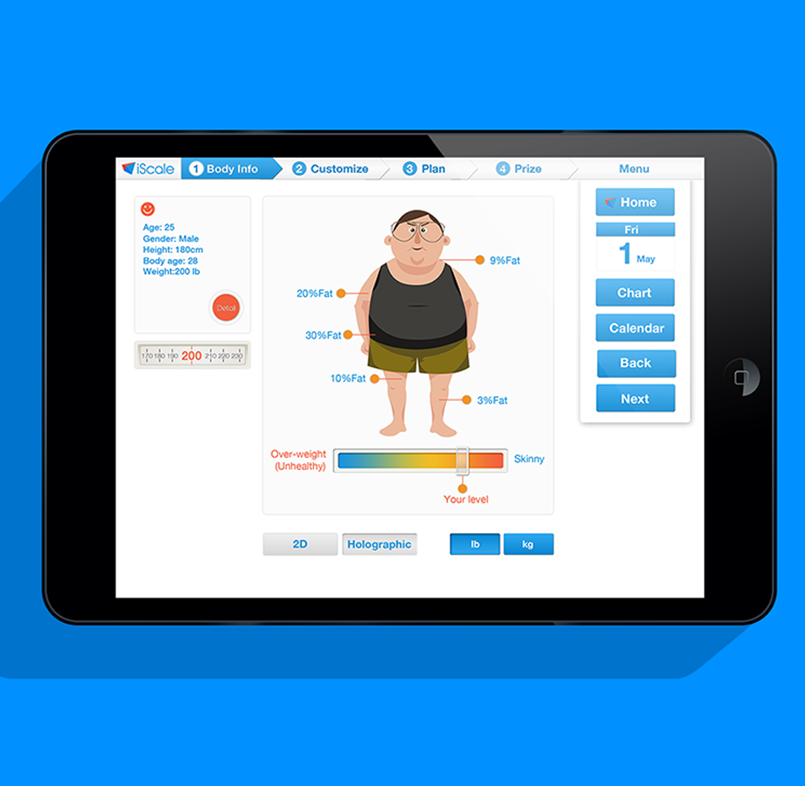 iScale
1 Body Info
2 Customize
3 Plan
4 Prize
Menu
Age: 25
Gender: Male
Height: 180cm
Body age: 28
Weight:200 lb
Detail
170 180 190 200 210 220 230
9%Fat
20%Fat
30%Fat
10%Fat
3%Fat
Over-weight
(Unhealthy)
Skinny
Your level
2D
Holographic
lb
kg
Home
Fri
1 May
Chart
Calendar
Back
Next